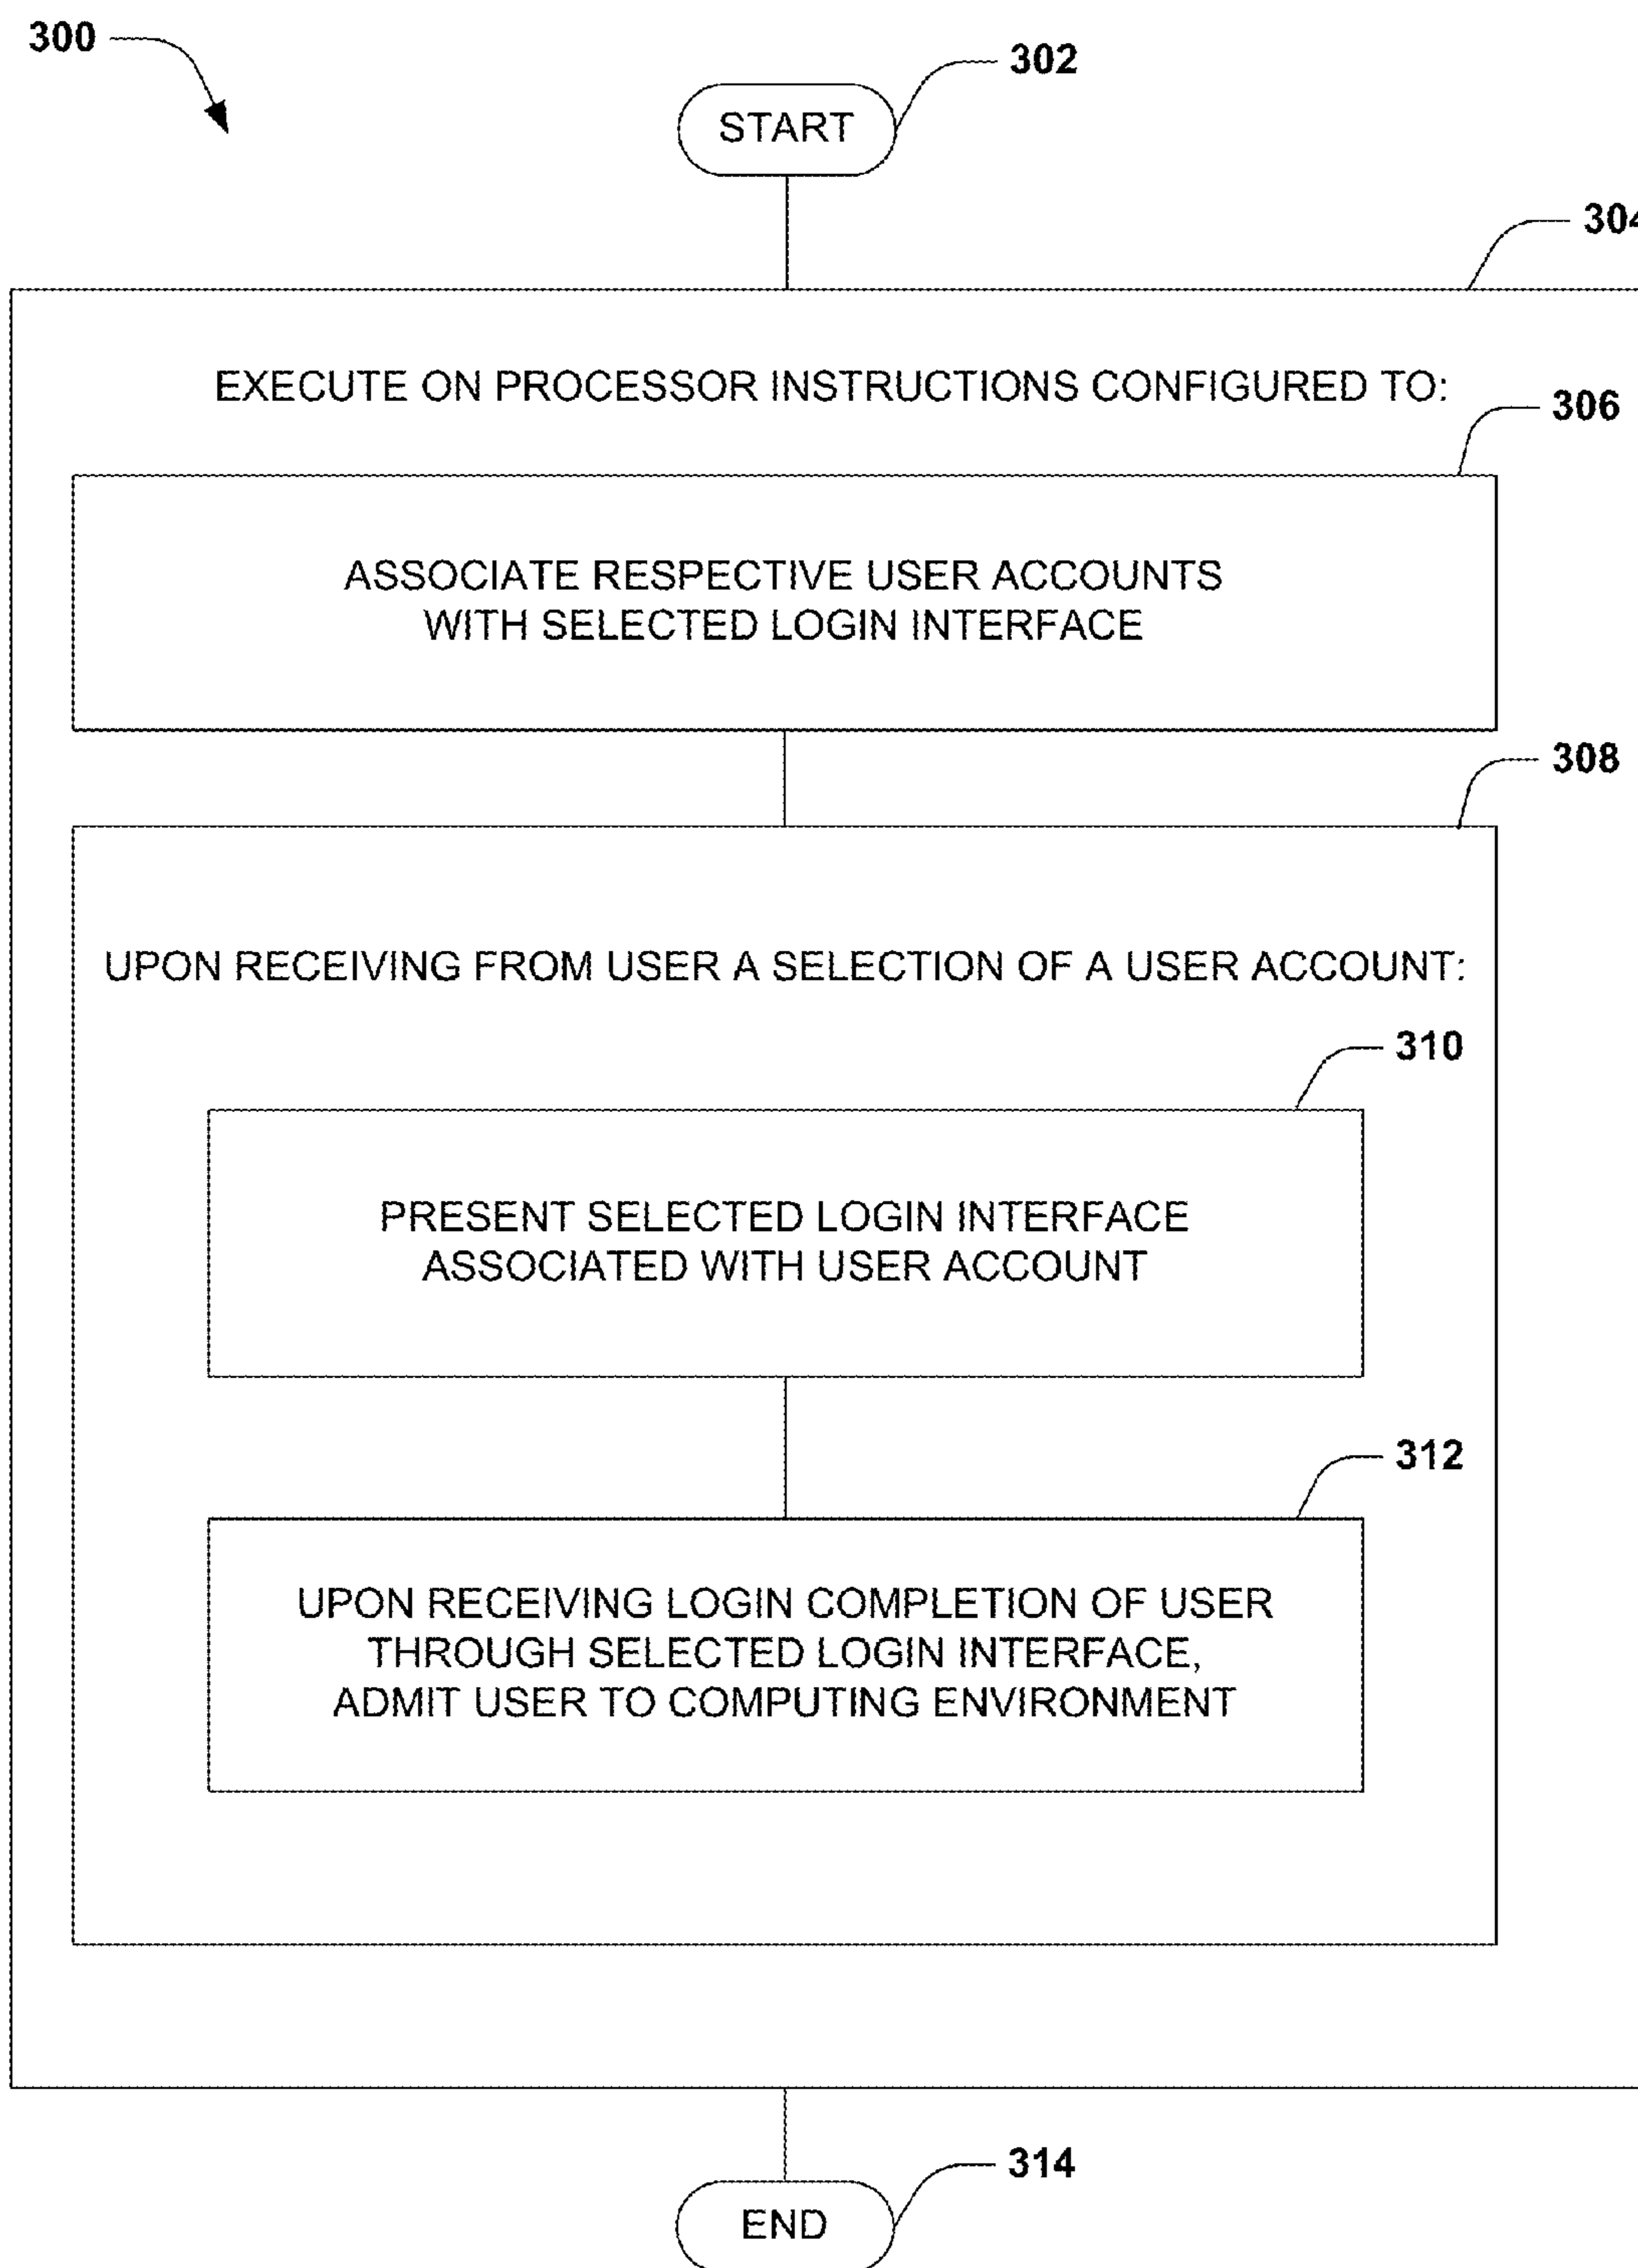 300
302
START
304
EXECUTE ON PROCESSOR INSTRUCTIONS CONFIGURED TO:
306
ASSOCIATE RESPECTIVE USER ACCOUNTS
WITH SELECTED LOGIN INTERFACE
308
UPON RECEIVING FROM USER A SELECTION OF A USER ACCOUNT:
310
PRESENT SELECTED LOGIN INTERFACE
ASSOCIATED WITH USER ACCOUNT
312
UPON RECEIVING LOGIN COMPLETION OF USER
THROUGH SELECTED LOGIN INTERFACE,
ADMIT USER TO COMPUTING ENVIRONMENT
314
END